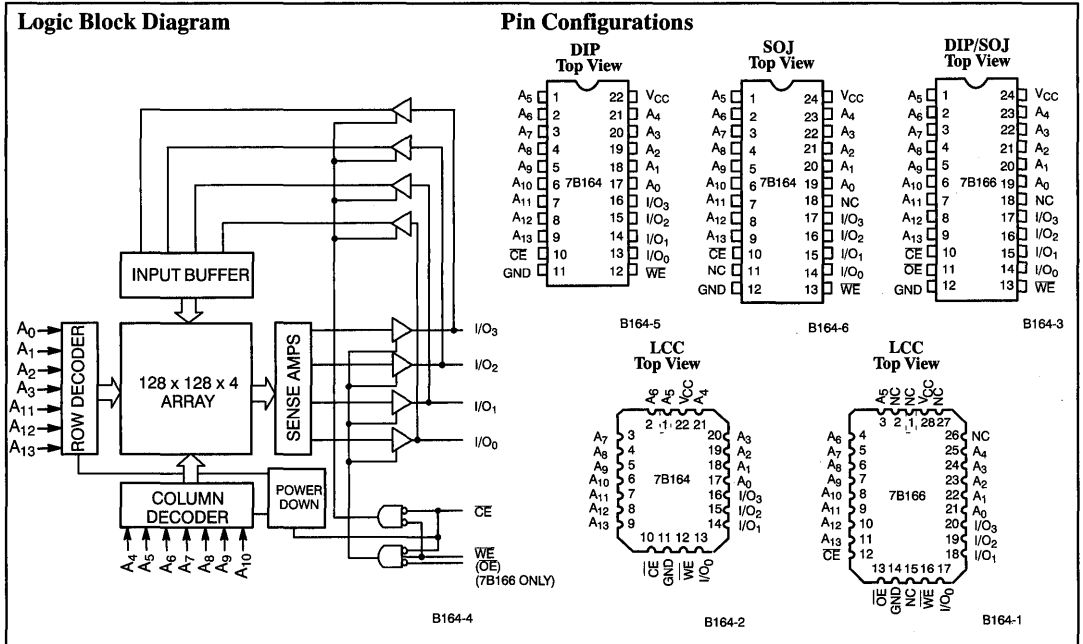 Logic Block Diagram
INPUT BUFFER
A0
A1
A2
A3
A11
A12
A13
ROW DECODER
128 x 128 x 4
ARRAY
SENSE AMPS
I/O3
I/O2
I/O1
I/O0
COLUMN
DECODER
POWER
DOWN
A4 A5 A6 A7 A8 A9 A10
C̅E̅
W̅E̅
(O̅E̅)
(7B166 ONLY)
B164-4
Pin Configurations
DIP
Top View
A5 1 22 VCC
A6 2 21 A4
A7 3 20 A3
A8 4 19 A2
A9 5 18 A1
A10 6 7B164 17 A0
A11 7 16 I/O3
A12 8 15 I/O2
A13 9 14 I/O1
C̅E̅ 10 13 I/O0
GND 11 12 W̅E̅
B164-5
SOJ
Top View
A5 1 24 VCC
A6 2 23 A4
A7 3 22 A3
A8 4 21 A2
A9 5 20 A1
A10 6 7B164 19 A0
A11 7 18 NC
A12 8 17 I/O3
A13 9 16 I/O2
C̅E̅ 10 15 I/O1
NC 11 14 I/O0
GND 12 13 W̅E̅
B164-6
DIP/SOJ
Top View
A5 1 24 VCC
A6 2 23 A4
A7 3 22 A3
A8 4 21 A2
A9 5 20 A1
A10 6 7B166 19 A0
A11 7 18 NC
A12 8 17 I/O3
A13 9 16 I/O2
C̅E̅ 10 15 I/O1
O̅E̅ 11 14 I/O0
GND 12 13 W̅E̅
B164-3
LCC
Top View
A6 A5 VCC A4
2 1 22 21
A7 3 20 A3
A8 4 19 A2
A9 5 18 A1
A10 6 7B164 17 A0
A11 7 16 I/O3
A12 8 15 I/O2
A13 9 14 I/O1
10 11 12 13
C̅E̅ GND W̅E̅ I/O0
B164-2
LCC
Top View
A5 NC NC VCC NC
3 2 1 28 27
A6 4 26 NC
A7 5 25 A4
A8 6 24 A3
A9 7 23 A2
A10 8 7B166 22 A1
A11 9 21 A0
A12 10 20 I/O3
A13 11 19 I/O2
C̅E̅ 12 18 I/O1
13 14 15 16 17
O̅E̅ GND NC W̅E̅ I/O0
B164-1